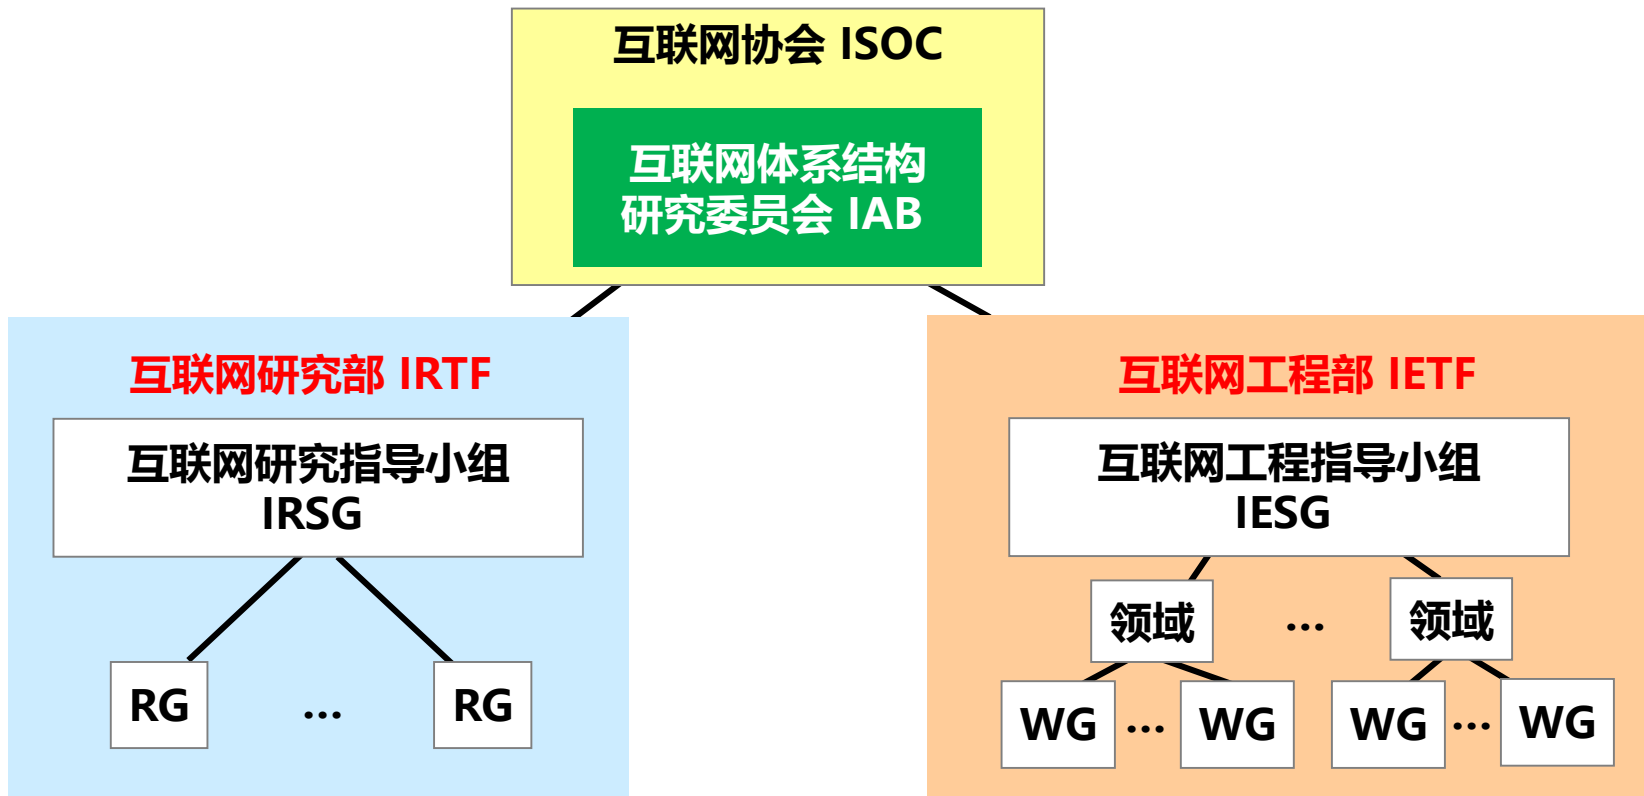 互联网协会 ISOC
互联网体系结构
研究委员会 IAB
互联网研究部 IRTF
互联网研究指导小组
IRSG
RG
...
RG
互联网工程部 IETF
互联网工程指导小组
IESG
领域
...
领域
WG
...
WG
WG
...
WG